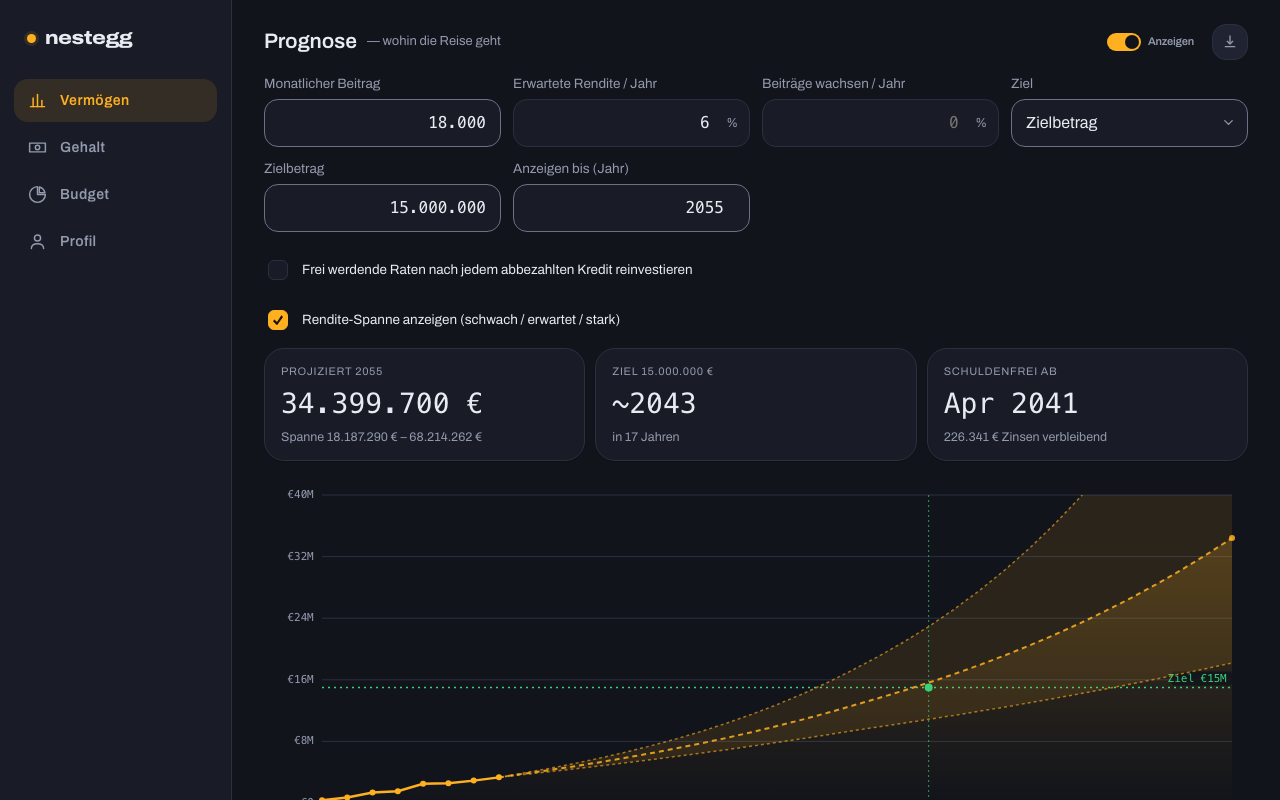 nestegg
Vermögen
Gehalt
Budget
Profil
Prognose — wohin die Reise geht
Anzeigen
Monatlicher Beitrag
18.000
Erwartete Rendite / Jahr
6 %
Beiträge wachsen / Jahr
0 %
Ziel
Zielbetrag
Zielbetrag
15.000.000
Anzeigen bis (Jahr)
2055
Frei werdende Raten nach jedem abbezahlten Kredit reinvestieren
Rendite-Spanne anzeigen (schwach / erwartet / stark)
PROJIZIERT 2055
34.399.700 €
Spanne 18.187.290 € – 68.214.262 €
ZIEL 15.000.000 €
~2043
in 17 Jahren
SCHULDENFREI AB
Apr 2041
226.341 € Zinsen verbleibend
€40M
€32M
€24M
€16M
Ziel €15M
€8M